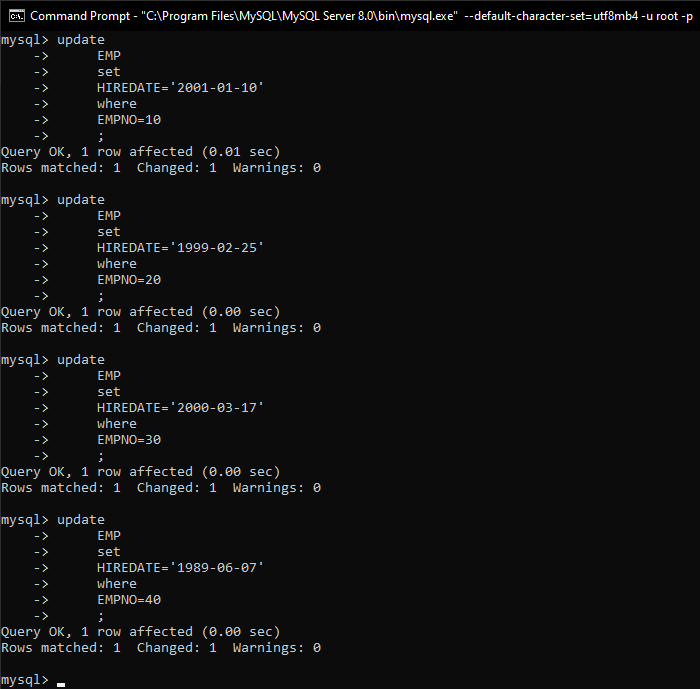 Command Prompt - "C:\Program Files\MySQL\MySQL Server 8.0\bin\mysql.exe"  --default-character-set=utf8mb4 -u root -p
mysql> update
    ->      EMP
    ->      set
    ->      HIREDATE='2001-01-10'
    ->      where
    ->      EMPNO=10
    ->      ;
Query OK, 1 row affected (0.01 sec)
Rows matched: 1  Changed: 1  Warnings: 0

mysql> update
    ->      EMP
    ->      set
    ->      HIREDATE='1999-02-25'
    ->      where
    ->      EMPNO=20
    ->      ;
Query OK, 1 row affected (0.00 sec)
Rows matched: 1  Changed: 1  Warnings: 0

mysql> update
    ->      EMP
    ->      set
    ->      HIREDATE='2000-03-17'
    ->      where
    ->      EMPNO=30
    ->      ;
Query OK, 1 row affected (0.00 sec)
Rows matched: 1  Changed: 1  Warnings: 0

mysql> update
    ->      EMP
    ->      set
    ->      HIREDATE='1989-06-07'
    ->      where
    ->      EMPNO=40
    ->      ;
Query OK, 1 row affected (0.00 sec)
Rows matched: 1  Changed: 1  Warnings: 0

mysql>